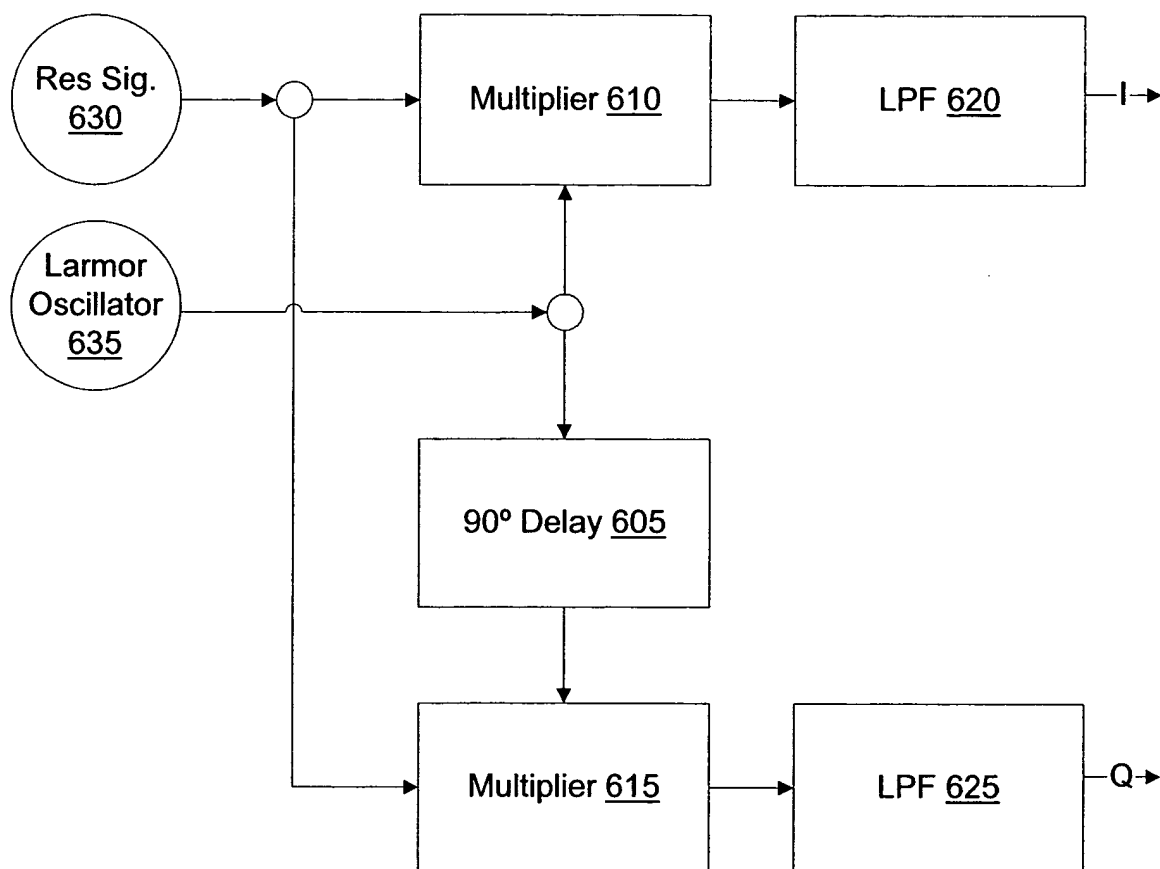 Res Sig.
630
Multiplier 610
LPF 620
I
Larmor
Oscillator
635
90º Delay 605
Multiplier 615
LPF 625
Q